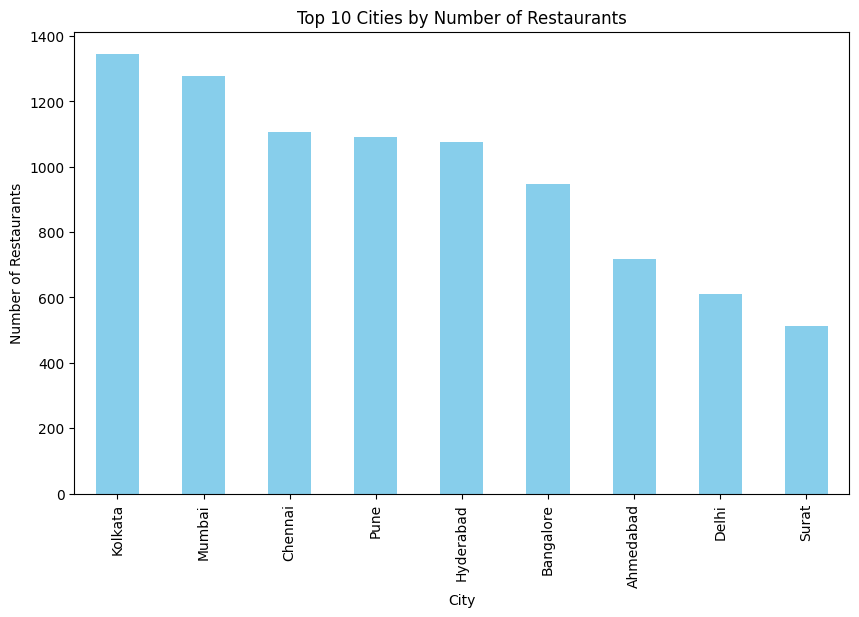 Top 10 Cities by Number of Restaurants
1400
1200
1000
800
600
400
200
0
Number of Restaurants
Kolkata
Mumbai
Chennai
Pune
Hyderabad
Bangalore
Ahmedabad
Delhi
Surat
City